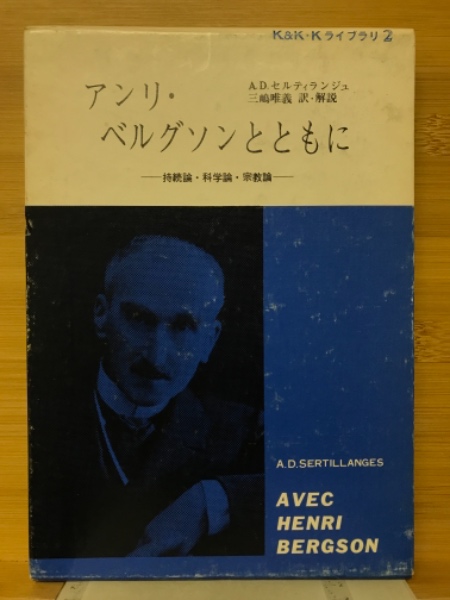 K&K・Kライブラリ 2
A.D.セルティランジュ
三嶋唯義 訳・解説
アンリ・
ベルグソンとともに
——持続論・科学論・宗教論——
A.D.SERTILLANGES
AVEC
HENRI
BERGSON